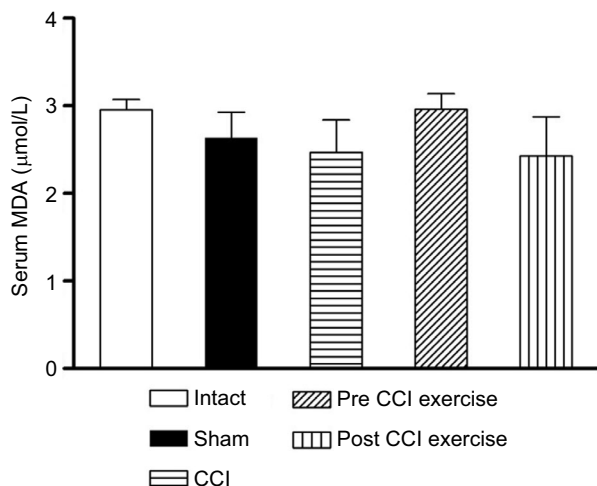 Serum MDA (μmol/L)
4
3
2
1
0
Intact
Sham
CCI
Pre CCI exercise
Post CCI exercise